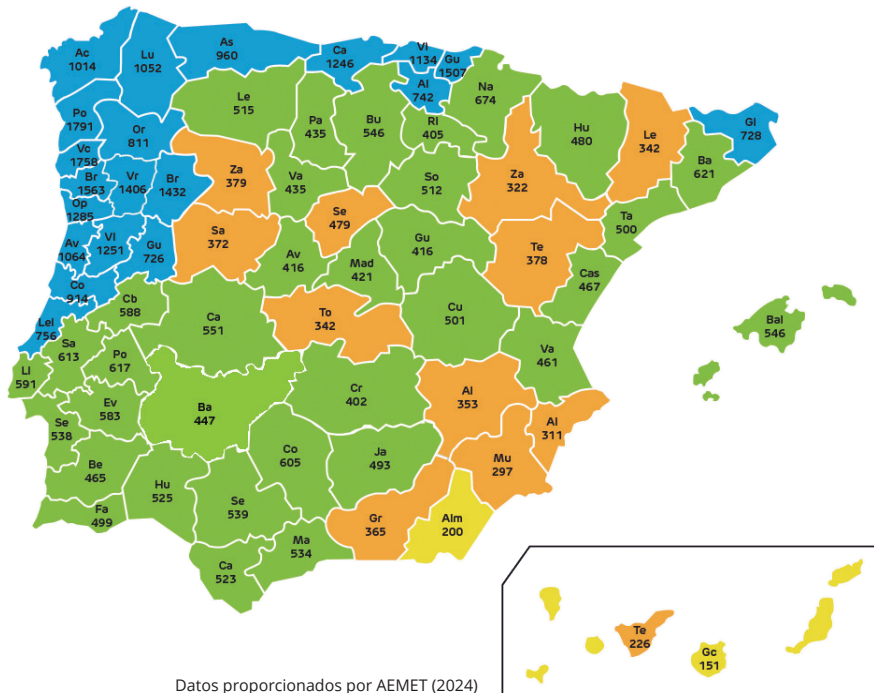 Ac
1014
Lu
1052
As
960
Ca
1246
VI
1134
Gu
1507
Al
742
Na
674
Le
515
Pa
435
Bu
546
RI
405
Hu
480
Le
342
GI
728
Ba
621
Po
1791
Or
811
Vc
1758
Br
1563
Vr
1406
Br
1432
Za
379
Va
435
So
512
Za
322
Ta
500
Op
1285
Av
1064
VI
1251
Gu
726
Sa
372
Se
479
Av
416
Mad
421
Gu
416
Te
378
Cas
467
Co
914
Cb
588
Ca
551
To
342
Cu
501
Bal
546
Lei
756
Sa
613
Po
617
Va
461
LI
591
Ev
583
Ba
447
Cr
402
Al
353
Al
311
Se
538
Be
465
Co
605
Ja
493
Mu
297
Hu
525
Se
539
Fa
499
Gr
365
Alm
200
Ma
534
Ca
523
Te
226
Gc
151
Datos proporcionados por AEMET (2024)